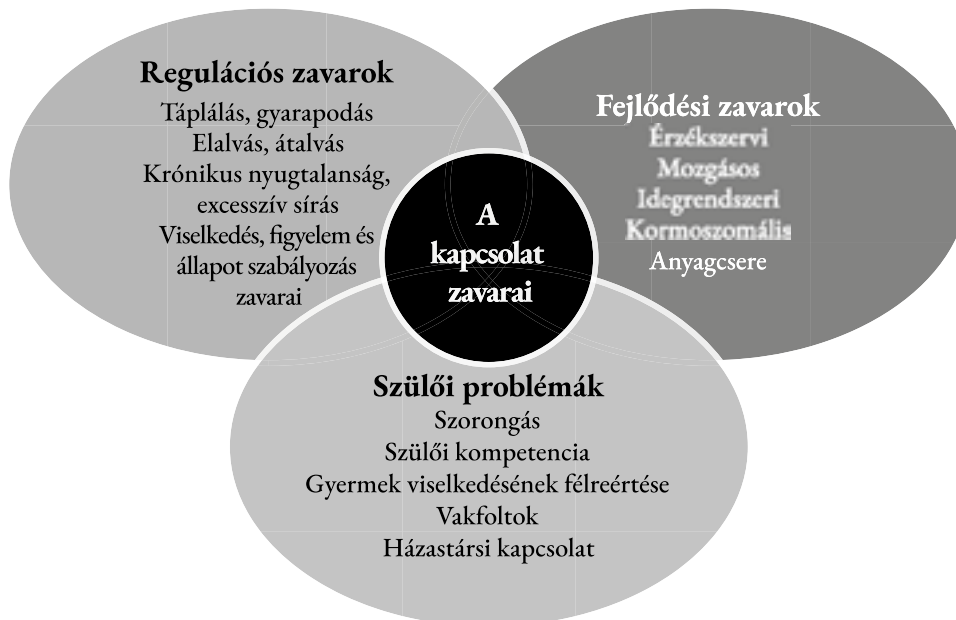 Regulációs zavarok
Táplálás, gyarapodás
Elalvás, átalvás
Krónikus nyugtalanság,
excesszív sírás
Viselkedés, figyelem és
állapot szabályozás
zavarai
Fejlődési zavarok
Érzékszervi
Mozgásos
Idegrendszeri
Kormoszomális
Anyagcsere
A
kapcsolat
zavarai
Szülői problémák
Szorongás
Szülői kompetencia
Gyermek viselkedésének félreértése
Vakfoltok
Házastársi kapcsolat